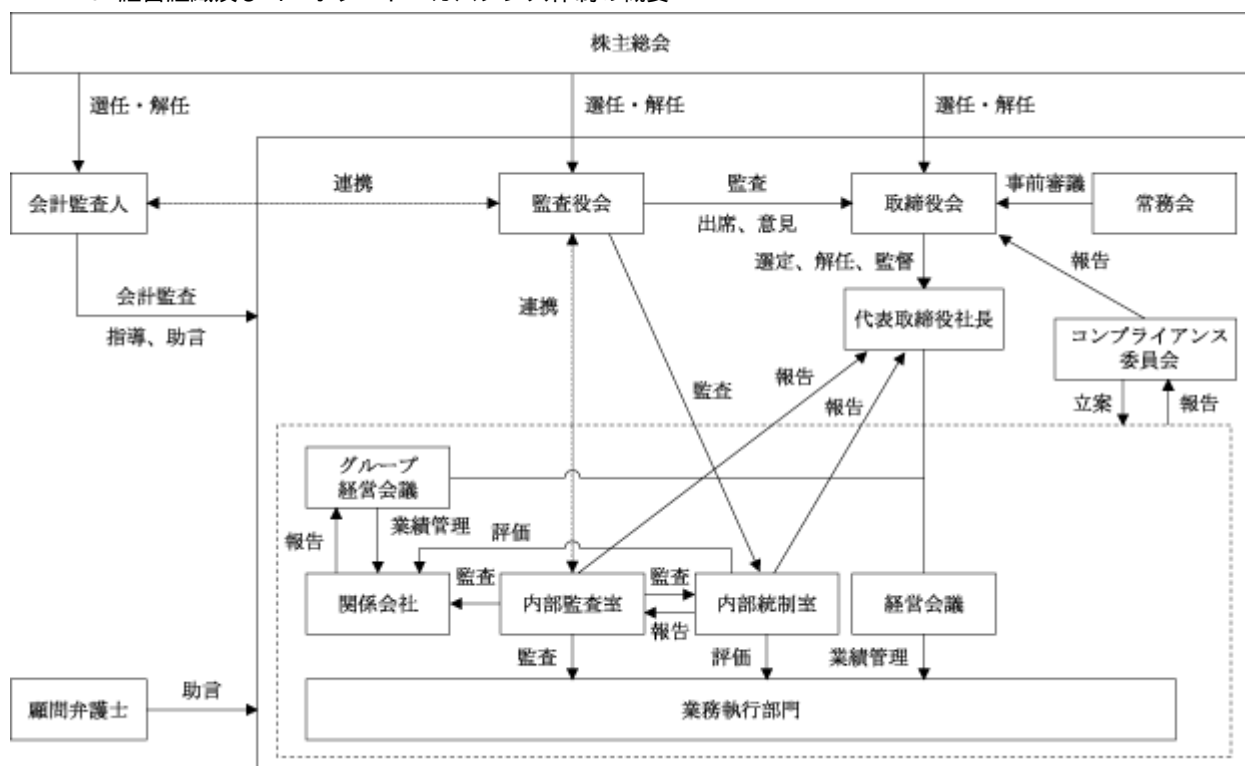 株主総会
選任・解任
選任・解任
選任・解任
会計監査人
連携
監査役会
監査
出席、意見
取締役会
事前審議
常務会
選定、解任、監督
報告
会計監査
指導、助言
連携
代表取締役社長
コンプライアンス
委員会
監査
報告
報告
立案
報告
グループ
経営会議
報告
業績管理
評価
関係会社
監査
内部監査室
監査
報告
内部統制室
経営会議
監査
評価
業績管理
顧問弁護士
助言
業務執行部門